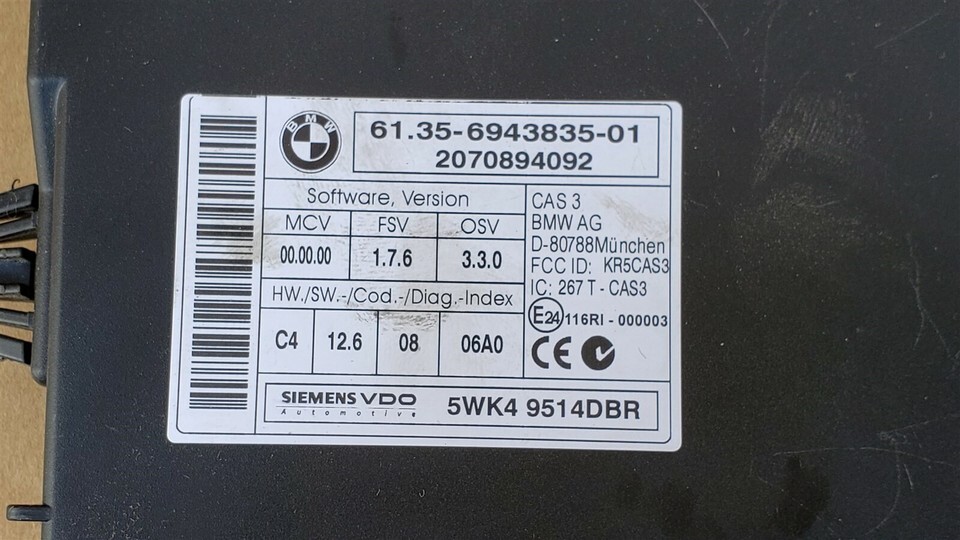 BMW
61.35-6943835-01
2070894092
Software, Version
MCV FSV OSV
00.00.00 1.7.6 3.3.0
HW./SW.-/Cod.-/Diag.-Index
C4 12.6 08 06A0
CAS 3
BMW AG
D-80788München
FCC ID: KR5CAS3
IC: 267 T - CAS3
E24 116RI - 000003
CE
SIEMENS VDO
Automotive
5WK4 9514DBR